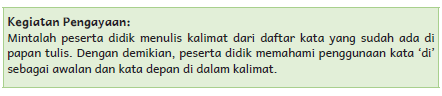 Kegiatan Pengayaan:
Mintalah peserta didik menulis kalimat dari daftar kata yang sudah ada di
papan tulis. Dengan demikian, peserta didik memahami penggunaan kata ‘di’
sebagai awalan dan kata depan di dalam kalimat.